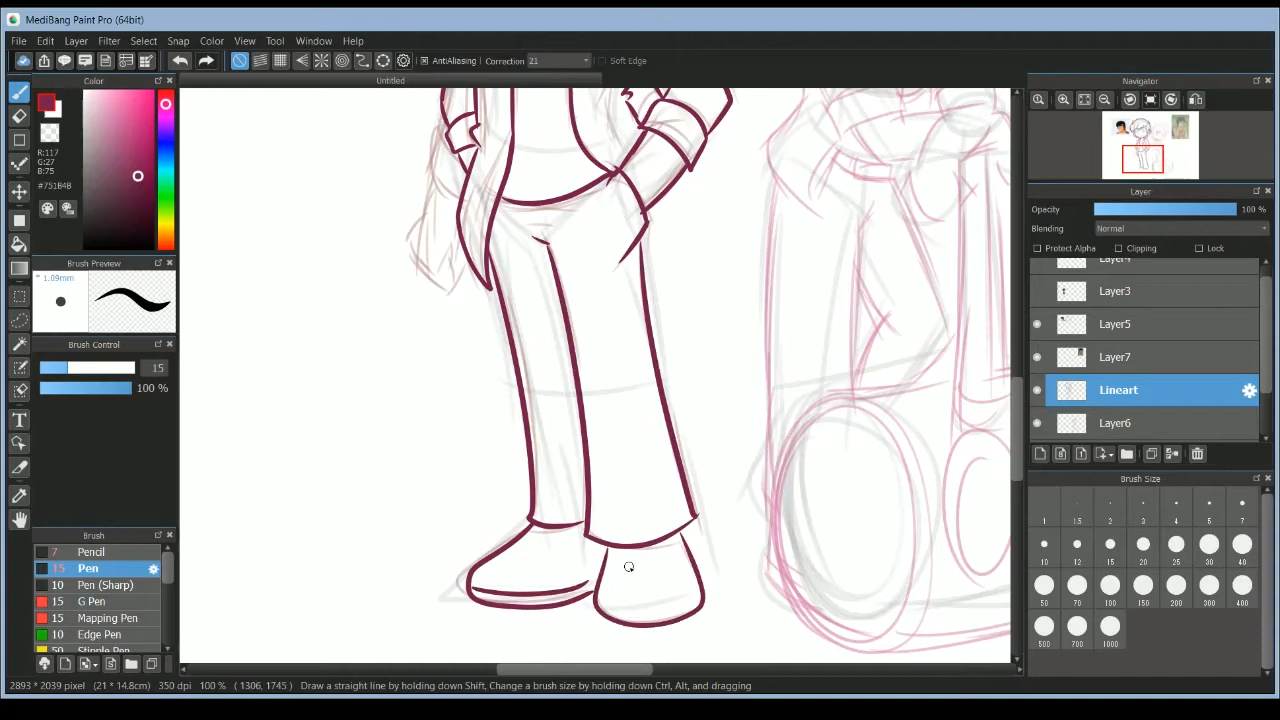 MediBang Paint Pro (64bit)
File Edit Layer Filter Select Snap Color View Tool Window Help
AntiAliasing Correction 21 Soft Edge
Color
Untitled
Navigator
R:117
G:27
B:75
#751B4B
Layer
Opacity 100 %
Blending Normal
Protect Alpha Clipping Lock
Layer4
Layer3
Layer5
Layer7
Lineart
Layer6
Brush Preview
1.09mm
Brush Control
15
100 %
Brush
7 Pencil
15 Pen
10 Pen (Sharp)
15 G Pen
15 Mapping Pen
10 Edge Pen
50 Stipple Pen
Brush Size
1 1.5 2 3 4 5 7
10 12 15 20 25 30 40
50 70 100 150 200 300 400
500 700 1000
2893 * 2039 pixel (21 * 14.8cm) 350 dpi 100 % ( 1306, 1745 ) Draw a straight line by holding down Shift, Change a brush size by holding down Ctrl, Alt, and dragging